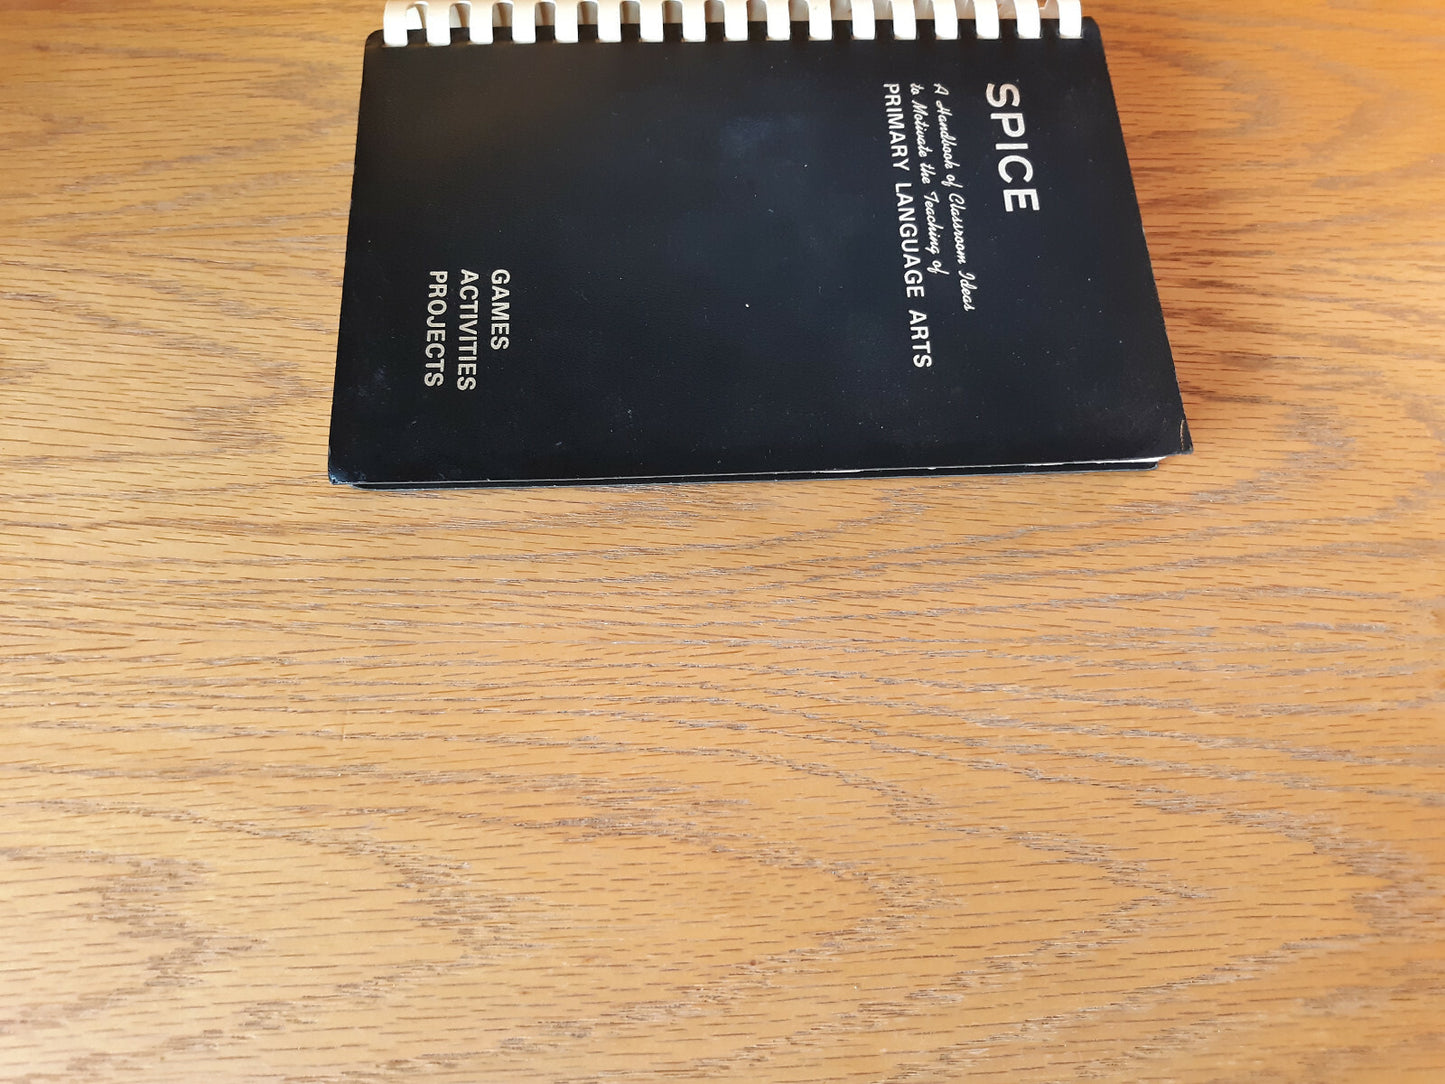 SPICE
A Handbook of Classroom Ideas
to Motivate the Teaching of
PRIMARY LANGUAGE ARTS
GAMES
ACTIVITIES
PROJECTS